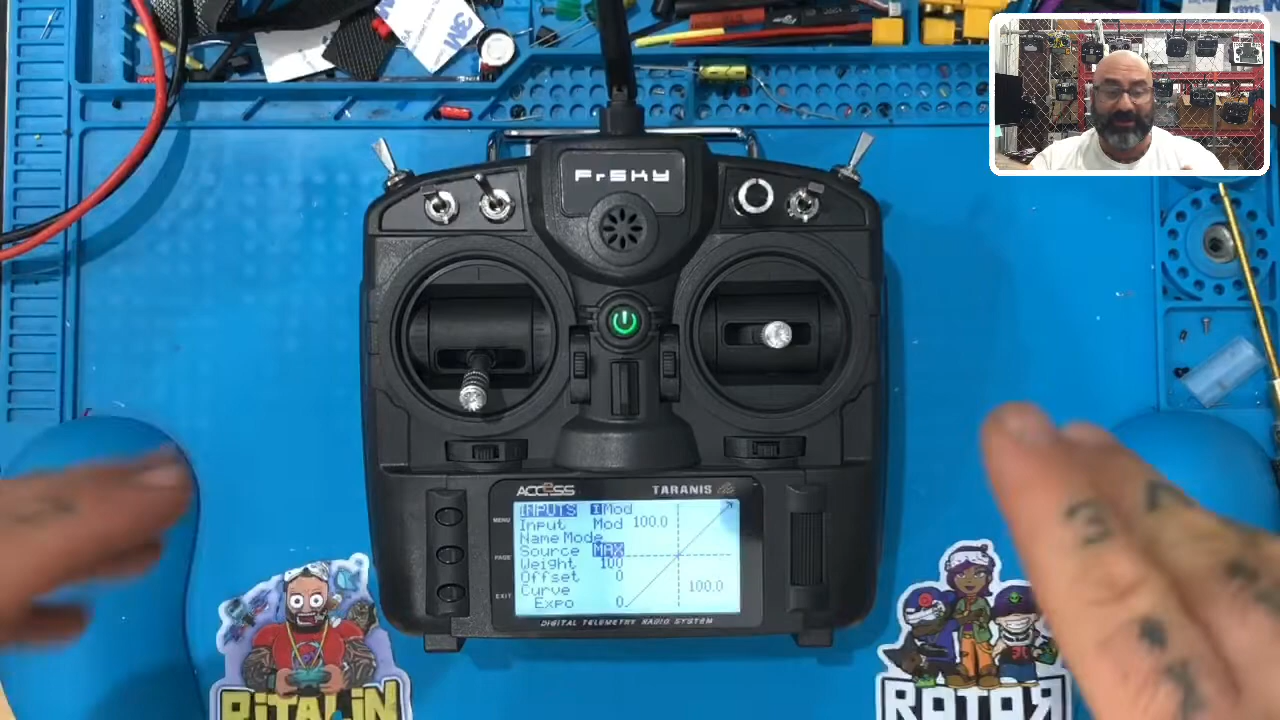 3M
FrSKY
ACCESS
TARANIS
MENU
PAGE
EXIT
INPUTS IMod
Input Mod 100.0
Name Mode
Source MAX
Weight 100
Offset 0
Curve 100.0
Expo 0
DIGITAL TELEMETRY RADIO SYSTEM
RITALIN
ROTOR